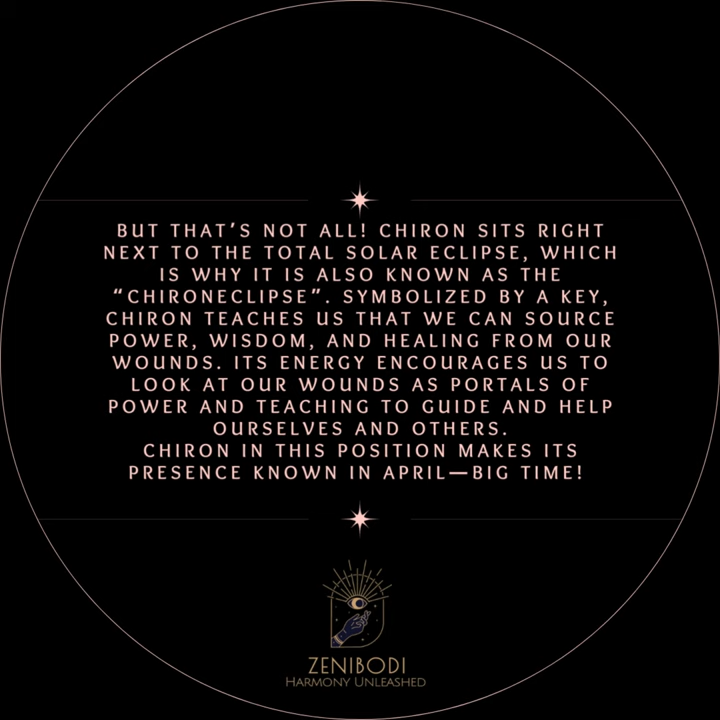 BUT THAT'S NOT ALL! CHIRON SITS RIGHT
NEXT TO THE TOTAL SOLAR ECLIPSE, WHICH
IS WHY IT IS ALSO KNOWN AS THE
“CHIRONECLIPSE”. SYMBOLIZED BY A KEY,
CHIRON TEACHES US THAT WE CAN SOURCE
POWER, WISDOM, AND HEALING FROM OUR
WOUNDS. ITS ENERGY ENCOURAGES US TO
LOOK AT OUR WOUNDS AS PORTALS OF
POWER AND TEACHING TO GUIDE AND HELP
OURSELVES AND OTHERS.
CHIRON IN THIS POSITION MAKES ITS
PRESENCE KNOWN IN APRIL—BIG TIME!
ZENIBODI
HARMONY UNLEASHED